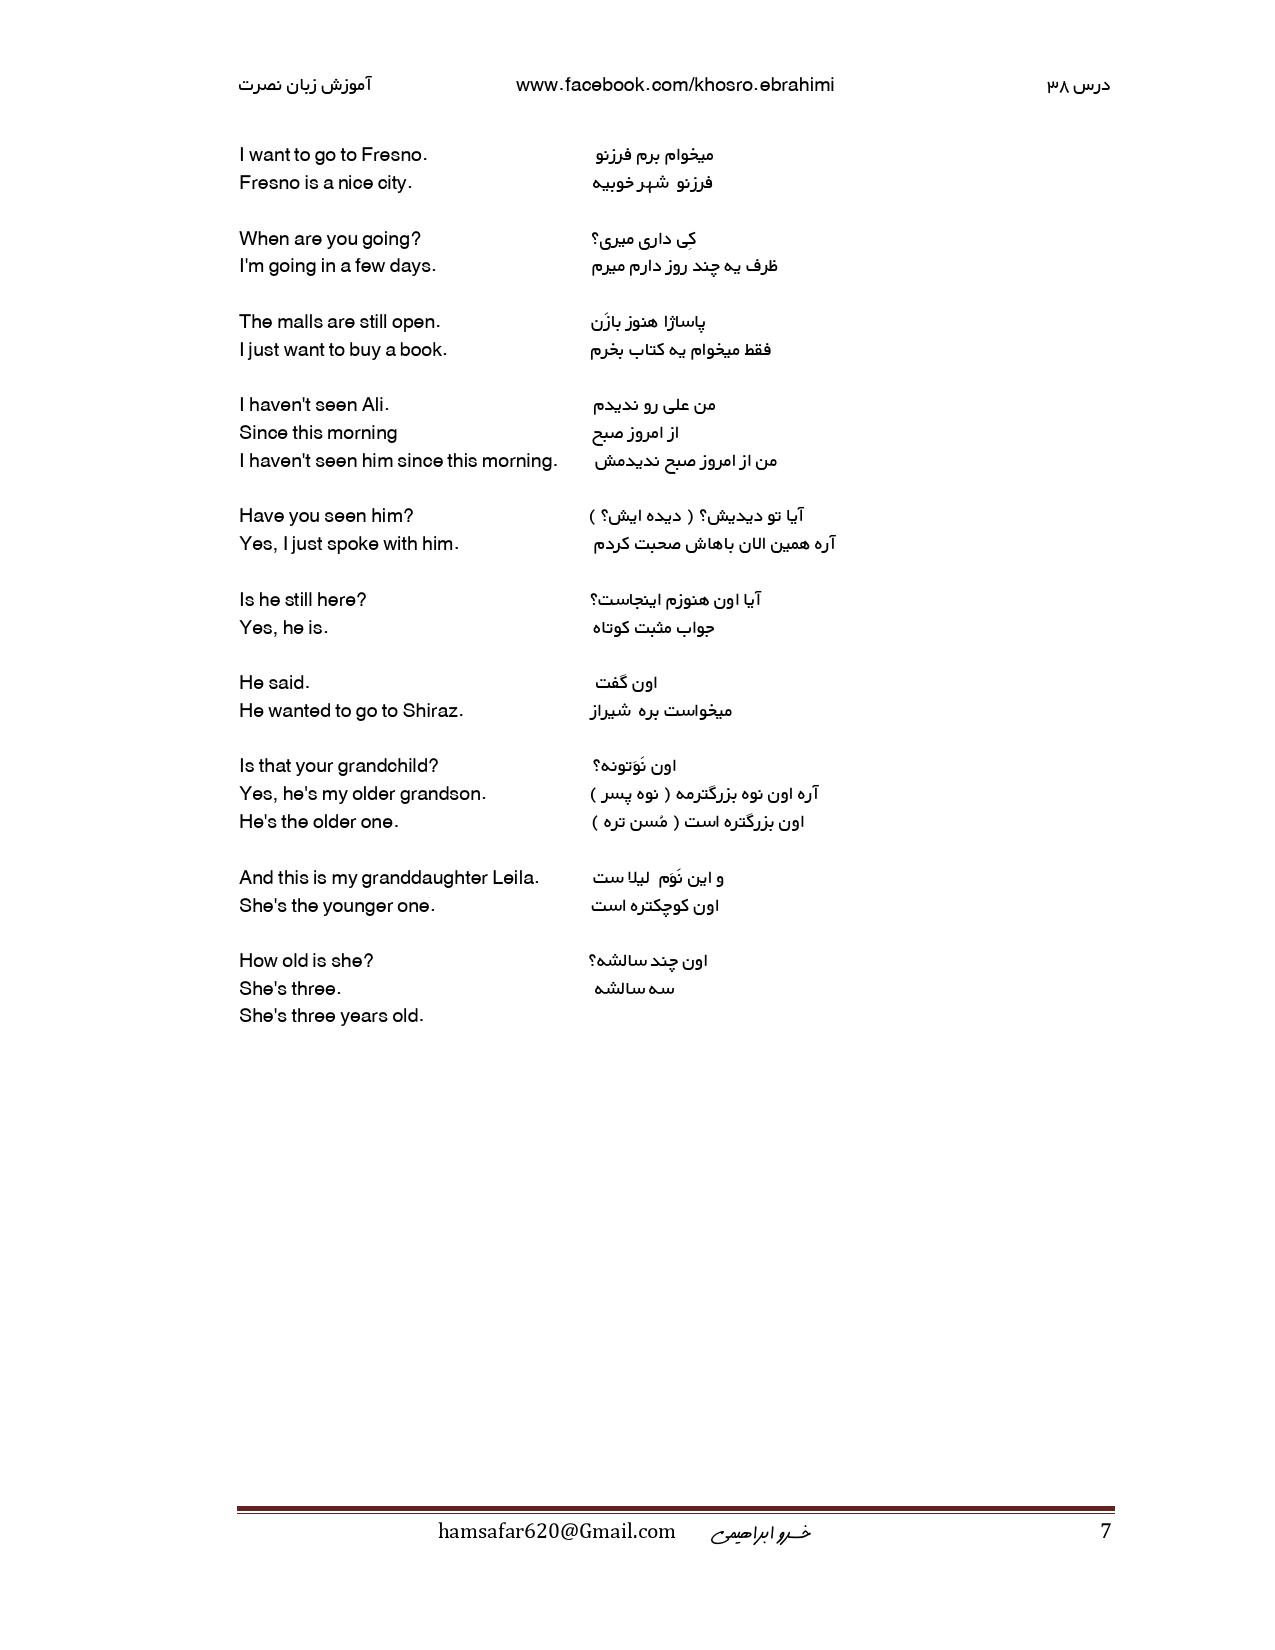 آموزش زبان نصرت www.facebook.com/khosro.ebrahimi درس ۳۸
I want to go to Fresno. میخوام برم فرزنو
Fresno is a nice city. فرزنو شهر خوبیه
When are you going? کِی داری میری؟
I'm going in a few days. ظرف یه چند روز دارم میرم
The malls are still open. پاساژا هنوز بازَن
I just want to buy a book. فقط میخوام یه کتاب بخرم
I haven't seen Ali. من علی رو ندیدم
Since this morning از امروز صبح
I haven't seen him since this morning. من از امروز صبح ندیدمش
Have you seen him? آیا تو دیدیش؟ ( دیده ایش؟ )
Yes, I just spoke with him. آره همین الان باهاش صحبت کردم
Is he still here? آیا اون هنوزم اینجاست؟
Yes, he is. جواب مثبت کوتاه
He said. اون گفت
He wanted to go to Shiraz. میخواست بره شیراز
Is that your grandchild? اون نَوَتونه؟
Yes, he's my older grandson. آره اون نوه بزرگترمه ( نوه پسر )
He's the older one. اون بزرگتره است ( مُسن تره )
And this is my granddaughter Leila. و این نَوَم لیلا ست
She's the younger one. اون کوچکتره است
How old is she? اون چند سالشه؟
She's three. سه سالشه
She's three years old.
hamsafar620@Gmail.com خسرو ابراهیمی 7